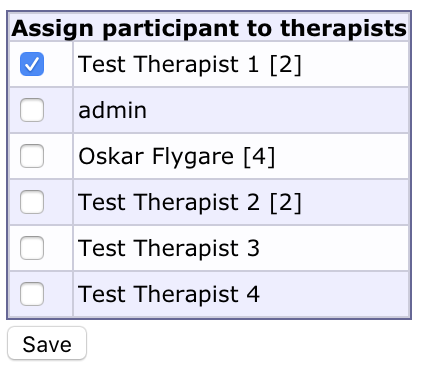 Assign participant to therapists
Test Therapist 1 [2]
admin
Oskar Flygare [4]
Test Therapist 2 [2]
Test Therapist 3
Test Therapist 4
Save